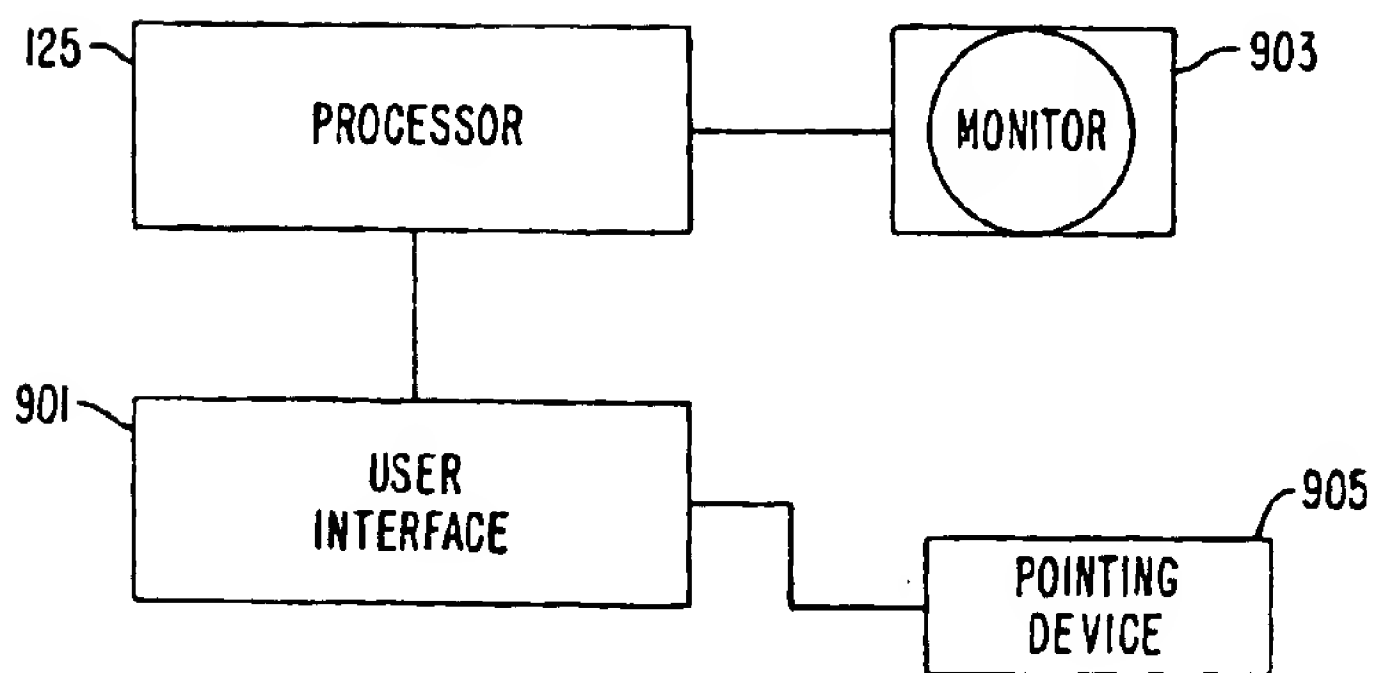 125
PROCESSOR
MONITOR
903
901
USER
INTERFACE
905
POINTING
DEVICE